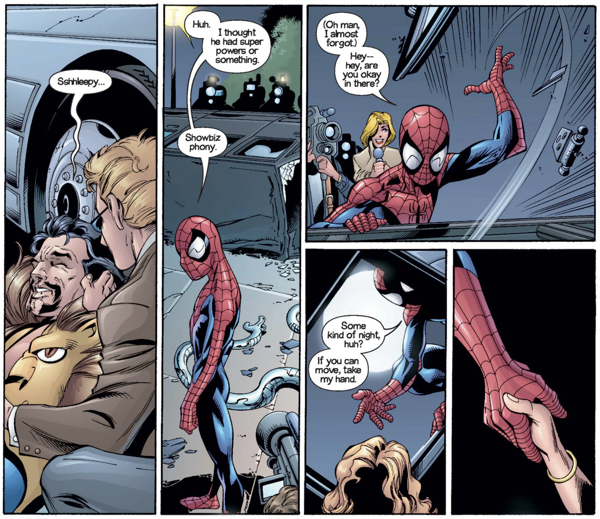 Sshhleepy...
Huh.
I thought
he had super
powers or
something.
Showbiz
phony.
(Oh man,
I almost
forgot.)
Hey--
hey, are
you okay
in there?
Some
kind of night,
huh?
If you can
move, take
my hand.